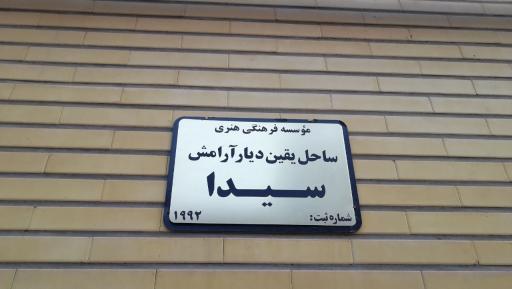 مؤسسه فرهنگی هنری
ساحل یقین دیار آرامش
سیدا
شماره ثبت: ۱۹۹۲